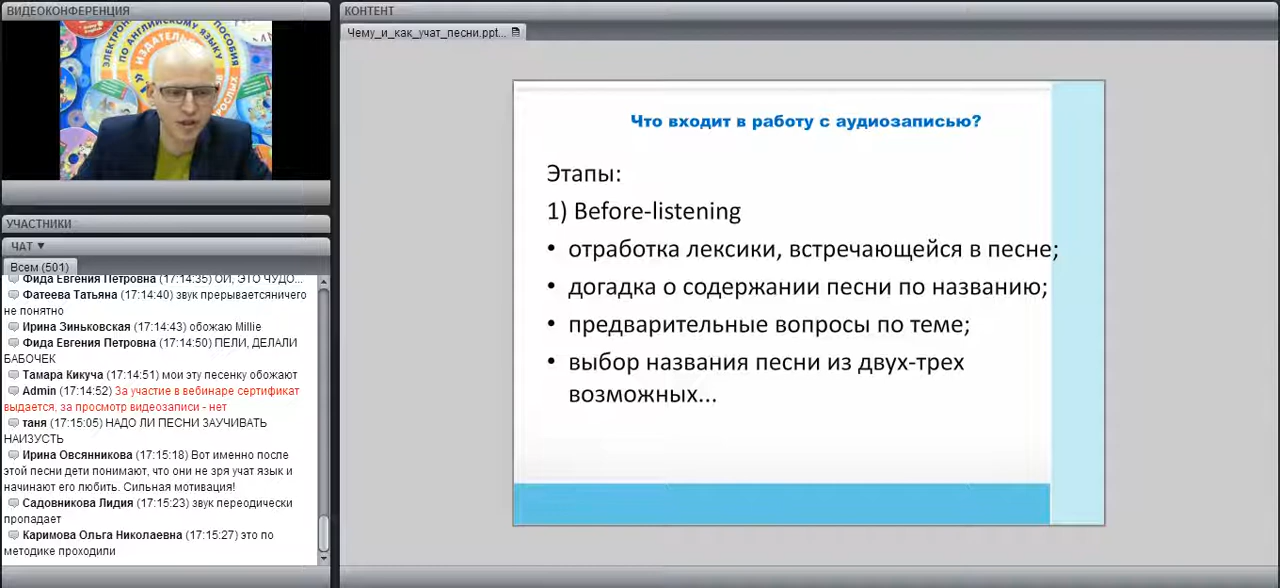 ВИДЕОКОНФЕРЕНЦИЯ
ЭЛЕКТРОН
ПО АНГЛИЙСКОМУ ЯЗЫКУ
ПОСОБИЯ
ИЗДАТЕЛЬ
УЧАСТНИКИ
ЧАТ ▼
Всем (501)
Фида Евгения Петровна (17:14:35) ОЙ, ЭТО ЧУДО...
Фатеева Татьяна (17:14:40) звук прерываетсяничего
не понятно
Ирина Зиньковская (17:14:43) обожаю Millie
Фида Евгения Петровна (17:14:50) ПЕЛИ, ДЕЛАЛИ
БАБОЧЕК
Тамара Кикуча (17:14:51) мои эту песенку обожают
Admin (17:14:52) За участие в вебинаре сертификат
выдается, за просмотр видеозаписи - нет
таня (17:15:05) НАДО ЛИ ПЕСНИ ЗАУЧИВАТЬ
НАИЗУСТЬ
Ирина Овсянникова (17:15:18) Вот именно после
этой песни дети понимают, что они не зря учат язык и
начинают его любить. Сильная мотивация!
Садовникова Лидия (17:15:23) звук переодически
пропадает
Каримова Ольга Николаевна (17:15:27) это по
методике проходили
КОНТЕНТ
Чему_и_как_учат_песни.ppt...
Что входит в работу с аудиозаписью?
Этапы:
1) Before-listening
• отработка лексики, встречающейся в песне;
• догадка о содержании песни по названию;
• предварительные вопросы по теме;
• выбор названия песни из двух-трех
возможных...